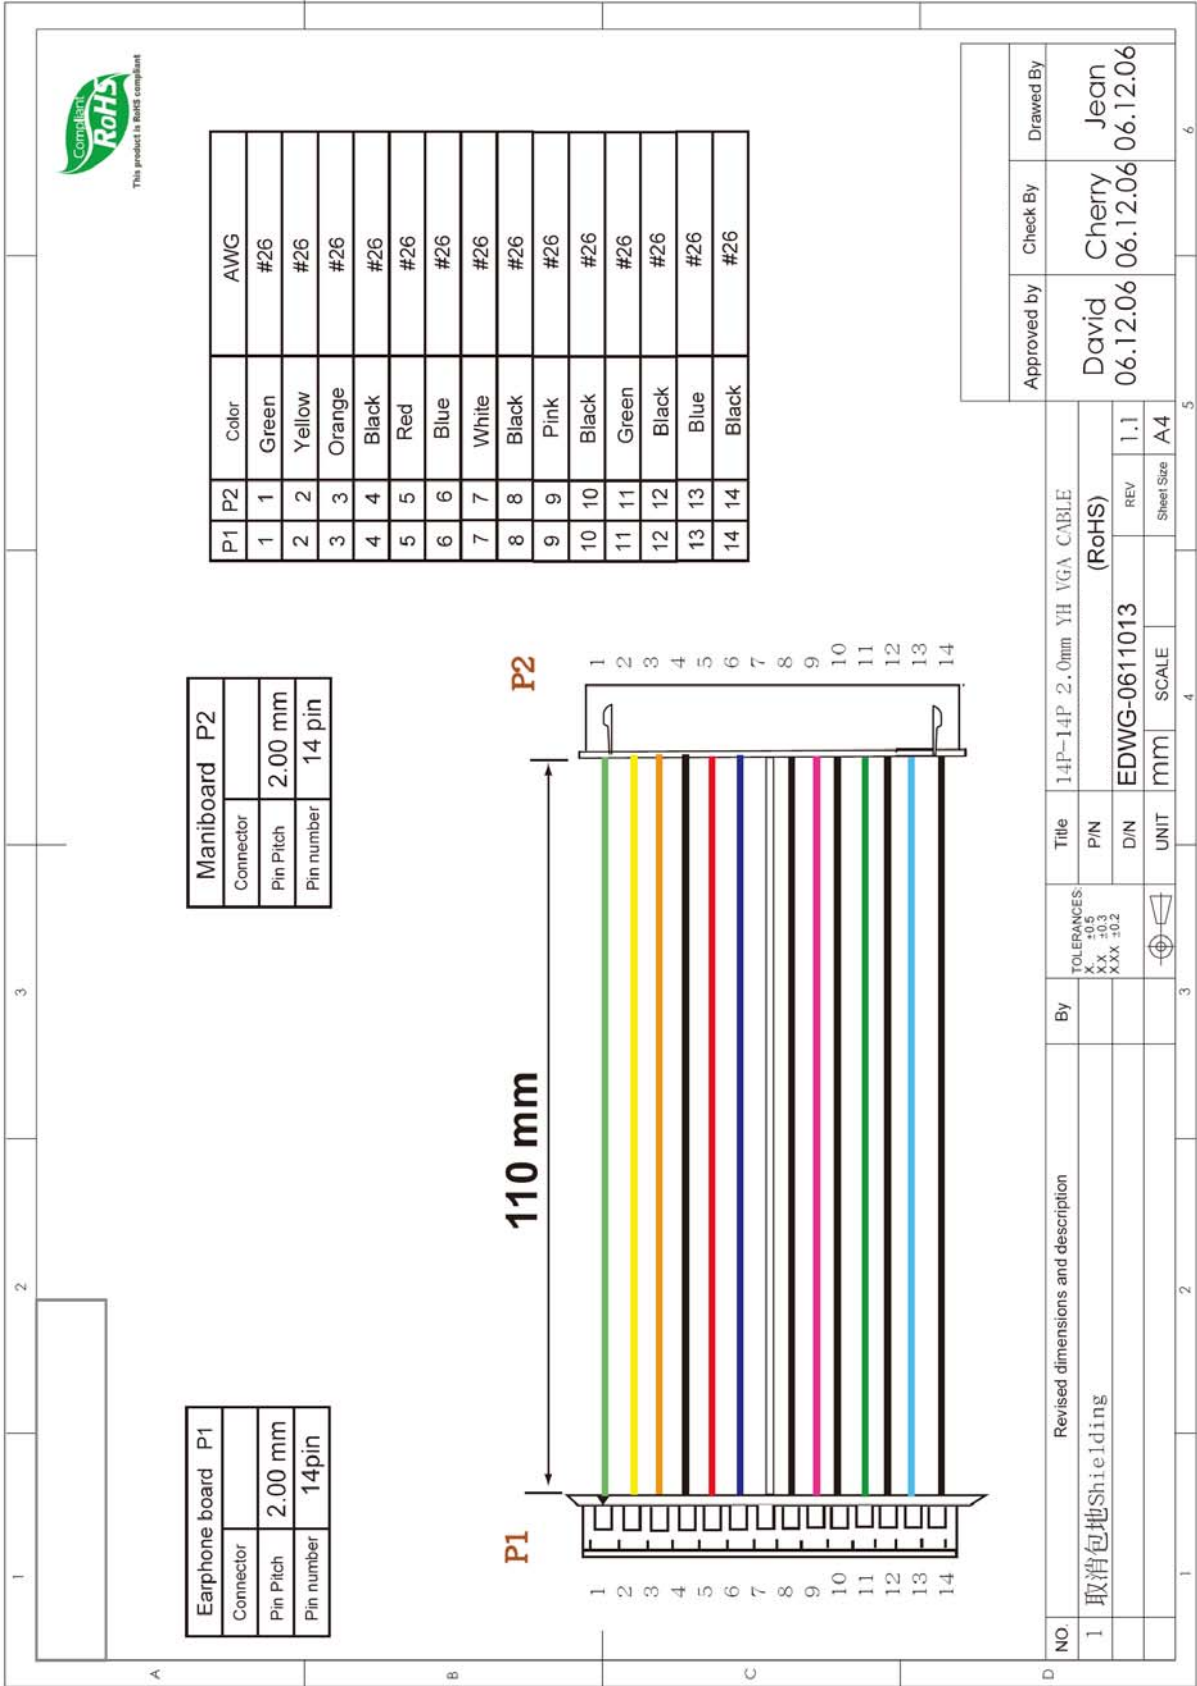 1 2 3
Compliant
RoHS
This product is RoHS compliant
A
B
C
D
Earphone board P1
Connector
Pin Pitch 2.00 mm
Pin number 14pin
Maniboard P2
Connector
Pin Pitch 2.00 mm
Pin number 14 pin
P1 P2 Color AWG
1 1 Green #26
2 2 Yellow #26
3 3 Orange #26
4 4 Black #26
5 5 Red #26
6 6 Blue #26
7 7 White #26
8 8 Black #26
9 9 Pink #26
10 10 Black #26
11 11 Green #26
12 12 Black #26
13 13 Blue #26
14 14 Black #26
P1
110 mm
P2
1 1
2 2
3 3
4 4
5 5
6 6
7 7
8 8
9 9
10 10
11 11
12 12
13 13
14 14
NO. Revised dimensions and description By
1 取消包地Shielding
TOLERANCES:
X. ±0.5
X.X ±0.3
X.XX ±0.2
Title 14P-14P 2.0mm YH VGA CABLE
P/N (RoHS)
D/N EDWG-0611013 REV 1.1
UNIT mm SCALE Sheet Size A4
Approved by Check By Drawed By
David Cherry Jean
06.12.06 06.12.06 06.12.06
1 2 3 4 5 6